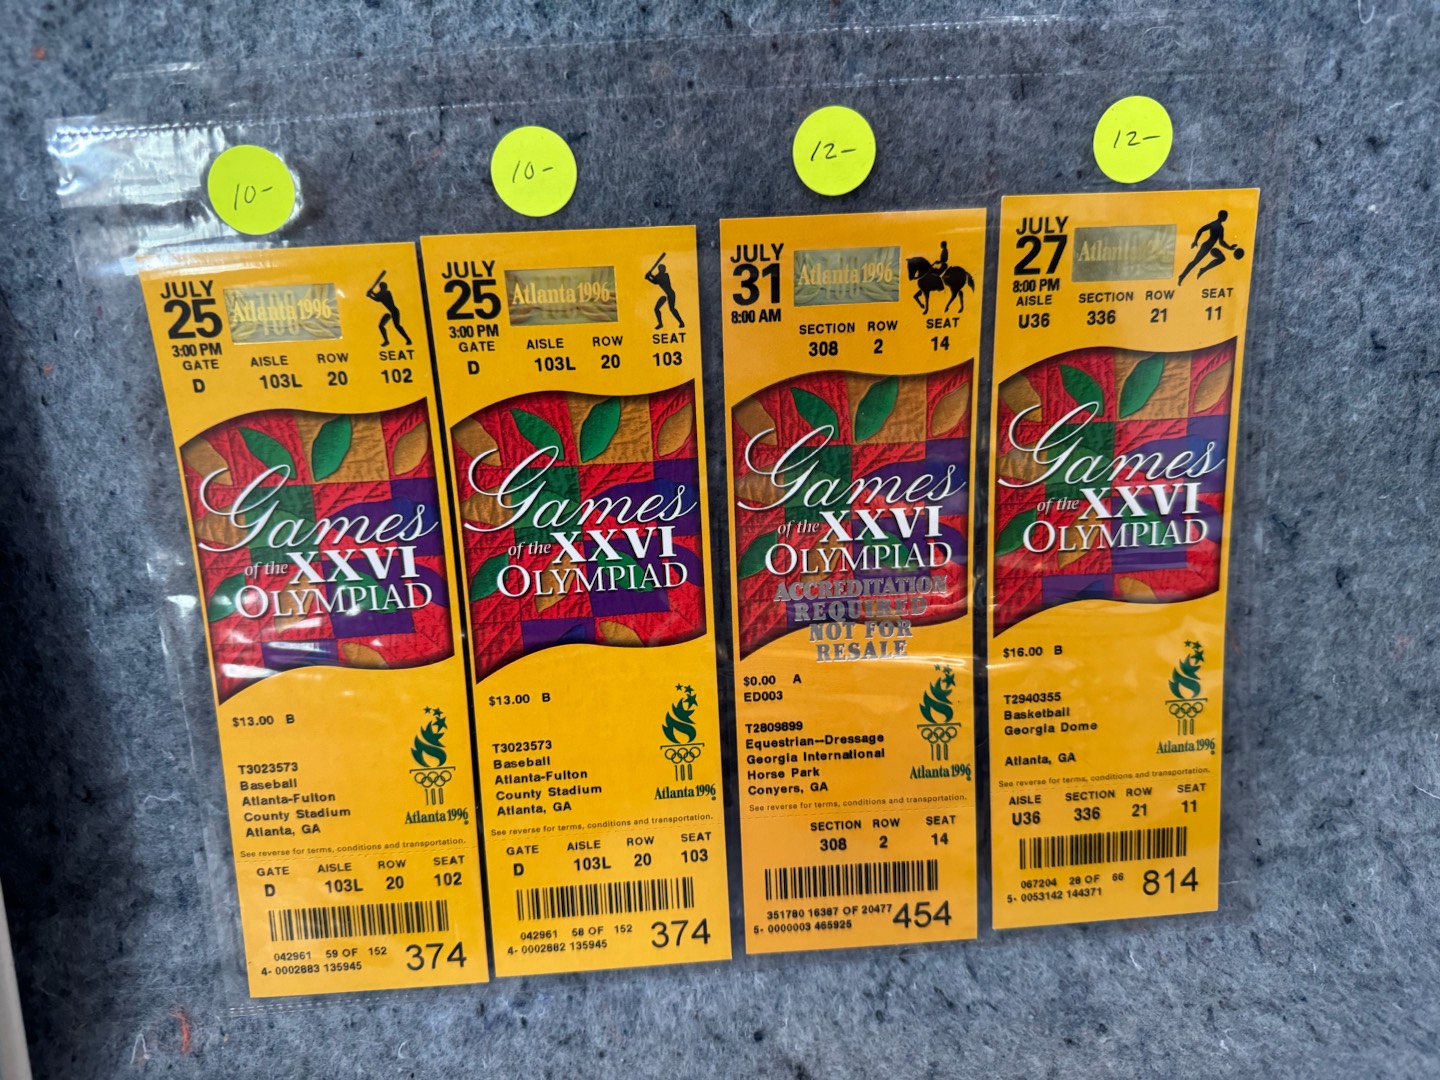 10-
10-
12-
12-
JULY
25
3:00 PM
Atlanta 1996
GATE
AISLE
ROW
SEAT
D
103L
20
102
Games
of the XXVI
OLYMPIAD
$13.00 B
T3023573
Baseball
Atlanta-Fulton
County Stadium
Atlanta, GA
Atlanta 1996
See reverse for terms, conditions and transportation.
GATE AISLE ROW SEAT
D 103L 20 102
042961 59 OF 152
4- 0002883 135945
374
JULY
25
3:00 PM
Atlanta 1996
GATE
AISLE
ROW
SEAT
D
103L
20
103
Games
of the XXVI
OLYMPIAD
$13.00 B
T3023573
Baseball
Atlanta-Fulton
County Stadium
Atlanta, GA
Atlanta 1996
See reverse for terms, conditions and transportation.
GATE AISLE ROW SEAT
D 103L 20 103
042961 58 OF 152
4- 0002882 135945
374
JULY
31
8:00 AM
Atlanta 1996
SECTION ROW SEAT
308 2 14
Games
of the XXVI
OLYMPIAD
ACCREDITATION
REQUIRED
NOT FOR
RESALE
$0.00 A
ED003
T2809899
Equestrian--Dressage
Georgia International
Horse Park
Conyers, GA
Atlanta 1996
See reverse for terms, conditions and transportation.
SECTION ROW SEAT
308 2 14
351780 16387 OF 20477
5- 0000003 465925
454
JULY
27
8:00 PM
Atlanta
AISLE SECTION ROW SEAT
U36 336 21 11
Games
of the XXVI
OLYMPIAD
$16.00 B
T2940355
Basketball
Georgia Dome
Atlanta, GA
Atlanta 1996
See reverse for terms, conditions and transportation.
AISLE SECTION ROW SEAT
U36 336 21 11
067204 28 OF 66
5- 0053142 144371
814